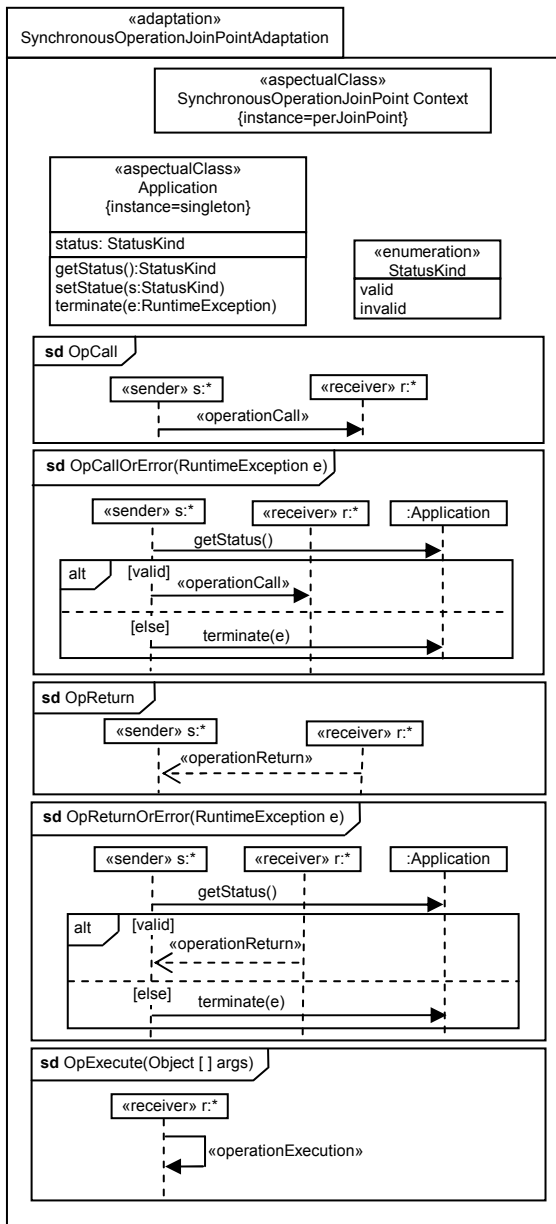 «adaptation»
SynchronousOperationJoinPointAdaptation
«aspectualClass»
SynchronousOperationJoinPoint Context
{instance=perJoinPoint}
«aspectualClass»
Application
{instance=singleton}
status: StatusKind
getStatus():StatusKind
setStatue(s:StatusKind)
terminate(e:RuntimeException)
«enumeration»
StatusKind
valid
invalid
sd OpCall
«sender» s:* «receiver» r:*
«operationCall»
sd OpCallOrError(RuntimeException e)
«sender» s:* «receiver» r:* :Application
getStatus()
alt [valid]
«operationCall»
[else]
terminate(e)
sd OpReturn
«sender» s:* «receiver» r:*
«operationReturn»
sd OpReturnOrError(RuntimeException e)
«sender» s:* «receiver» r:* :Application
getStatus()
alt [valid]
«operationReturn»
[else]
terminate(e)
sd OpExecute(Object [ ] args)
«receiver» r:*
«operationExecution»